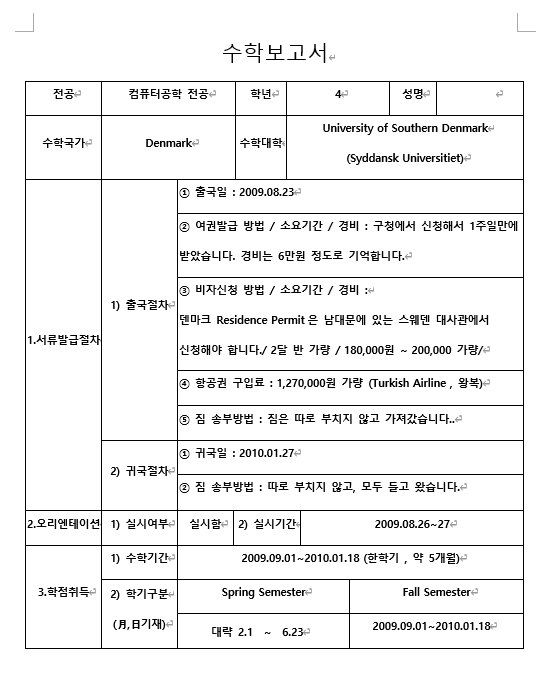 수학보고서
전공 컴퓨터공학 전공 학년 4 성명
수학국가 Denmark 수학대학 University of Southern Denmark
(Syddansk Universitiet)
1.서류발급절차
1) 출국절차
① 출국일 : 2009.08.23
② 여권발급 방법 / 소요기간 / 경비 : 구청에서 신청해서 1주일만에
받았습니다. 경비는 6만원 정도로 기억합니다.
③ 비자신청 방법 / 소요기간 / 경비 :
덴마크 Residence Permit 은 남대문에 있는 스웨덴 대사관에서
신청해야 합니다./ 2달 반 가량 / 180,000원 ~ 200,000 가량/
④ 항공권 구입료 : 1,270,000원 가량 (Turkish Airline , 왕복)
⑤ 짐 송부방법 : 짐은 따로 부치지 않고 가져갔습니다..
2) 귀국절차
① 귀국일 : 2010.01.27
② 짐 송부방법 : 따로 부치지 않고, 모두 들고 왔습니다.
2.오리엔테이션 1) 실시여부 실시함 2) 실시기간 2009.08.26~27
3.학점취득
1) 수학기간 2009.09.01~2010.01.18 (한학기 , 약 5개월)
2) 학기구분
(月,日기재)
Spring Semester Fall Semester
대략 2.1 ~ 6.23 2009.09.01~2010.01.18